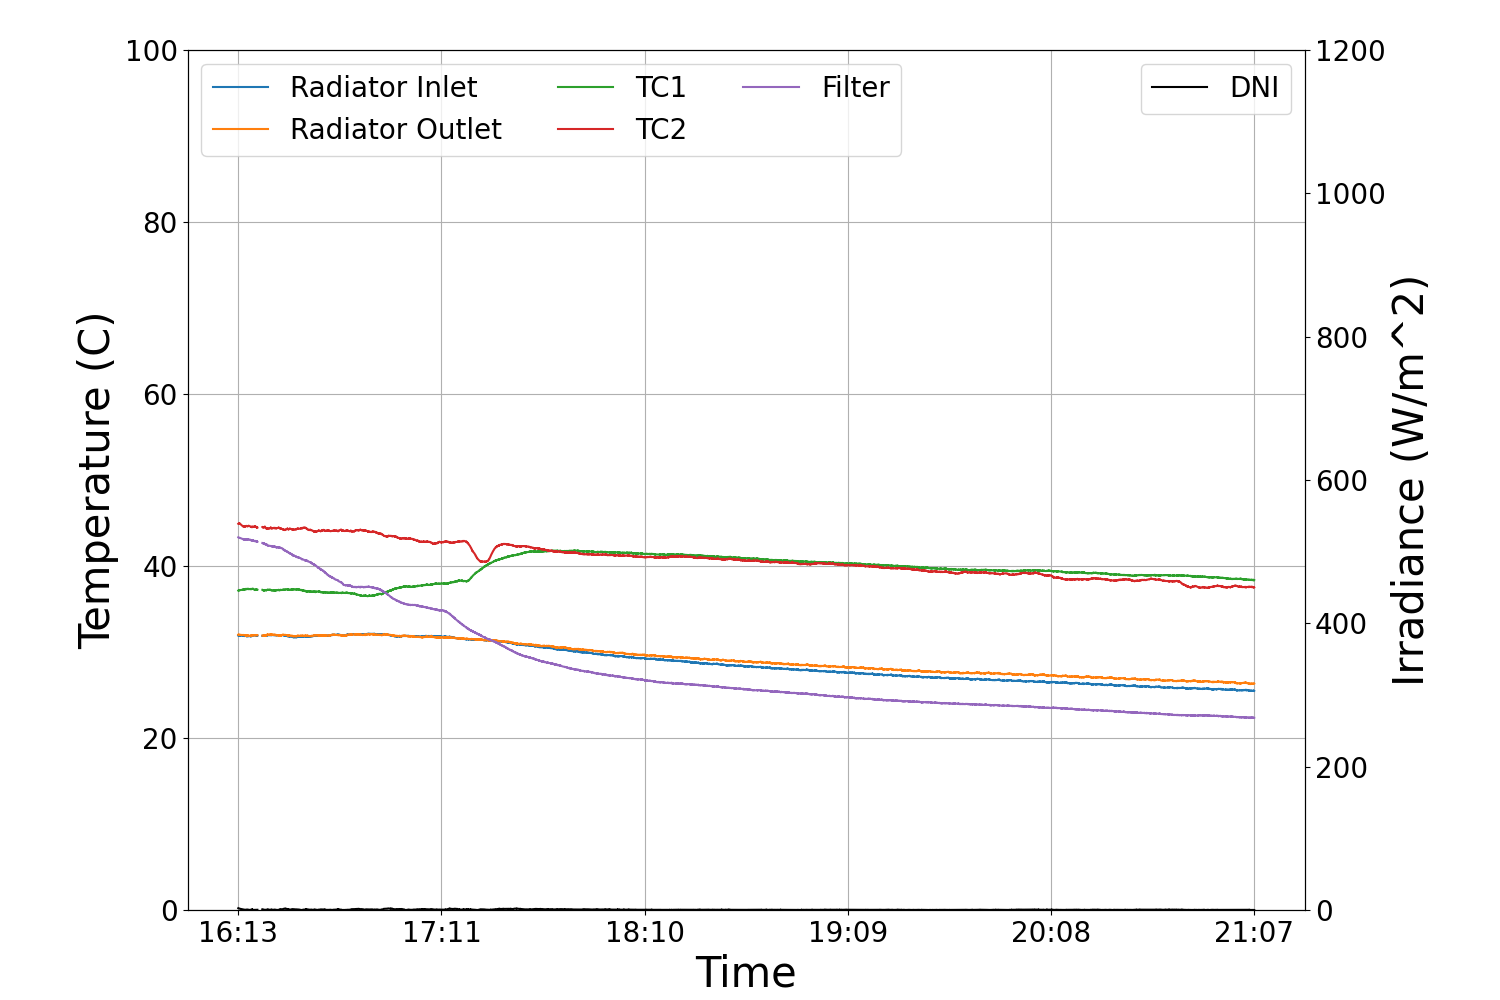 100
80
60
40
20
0
Temperature (C)
Radiator Inlet
Radiator Outlet
TC1
TC2
Filter
DNI
1200
1000
800
600
400
200
0
Irradiance (W/m^2)
16:13 17:11 18:10 19:09 20:08 21:07
Time